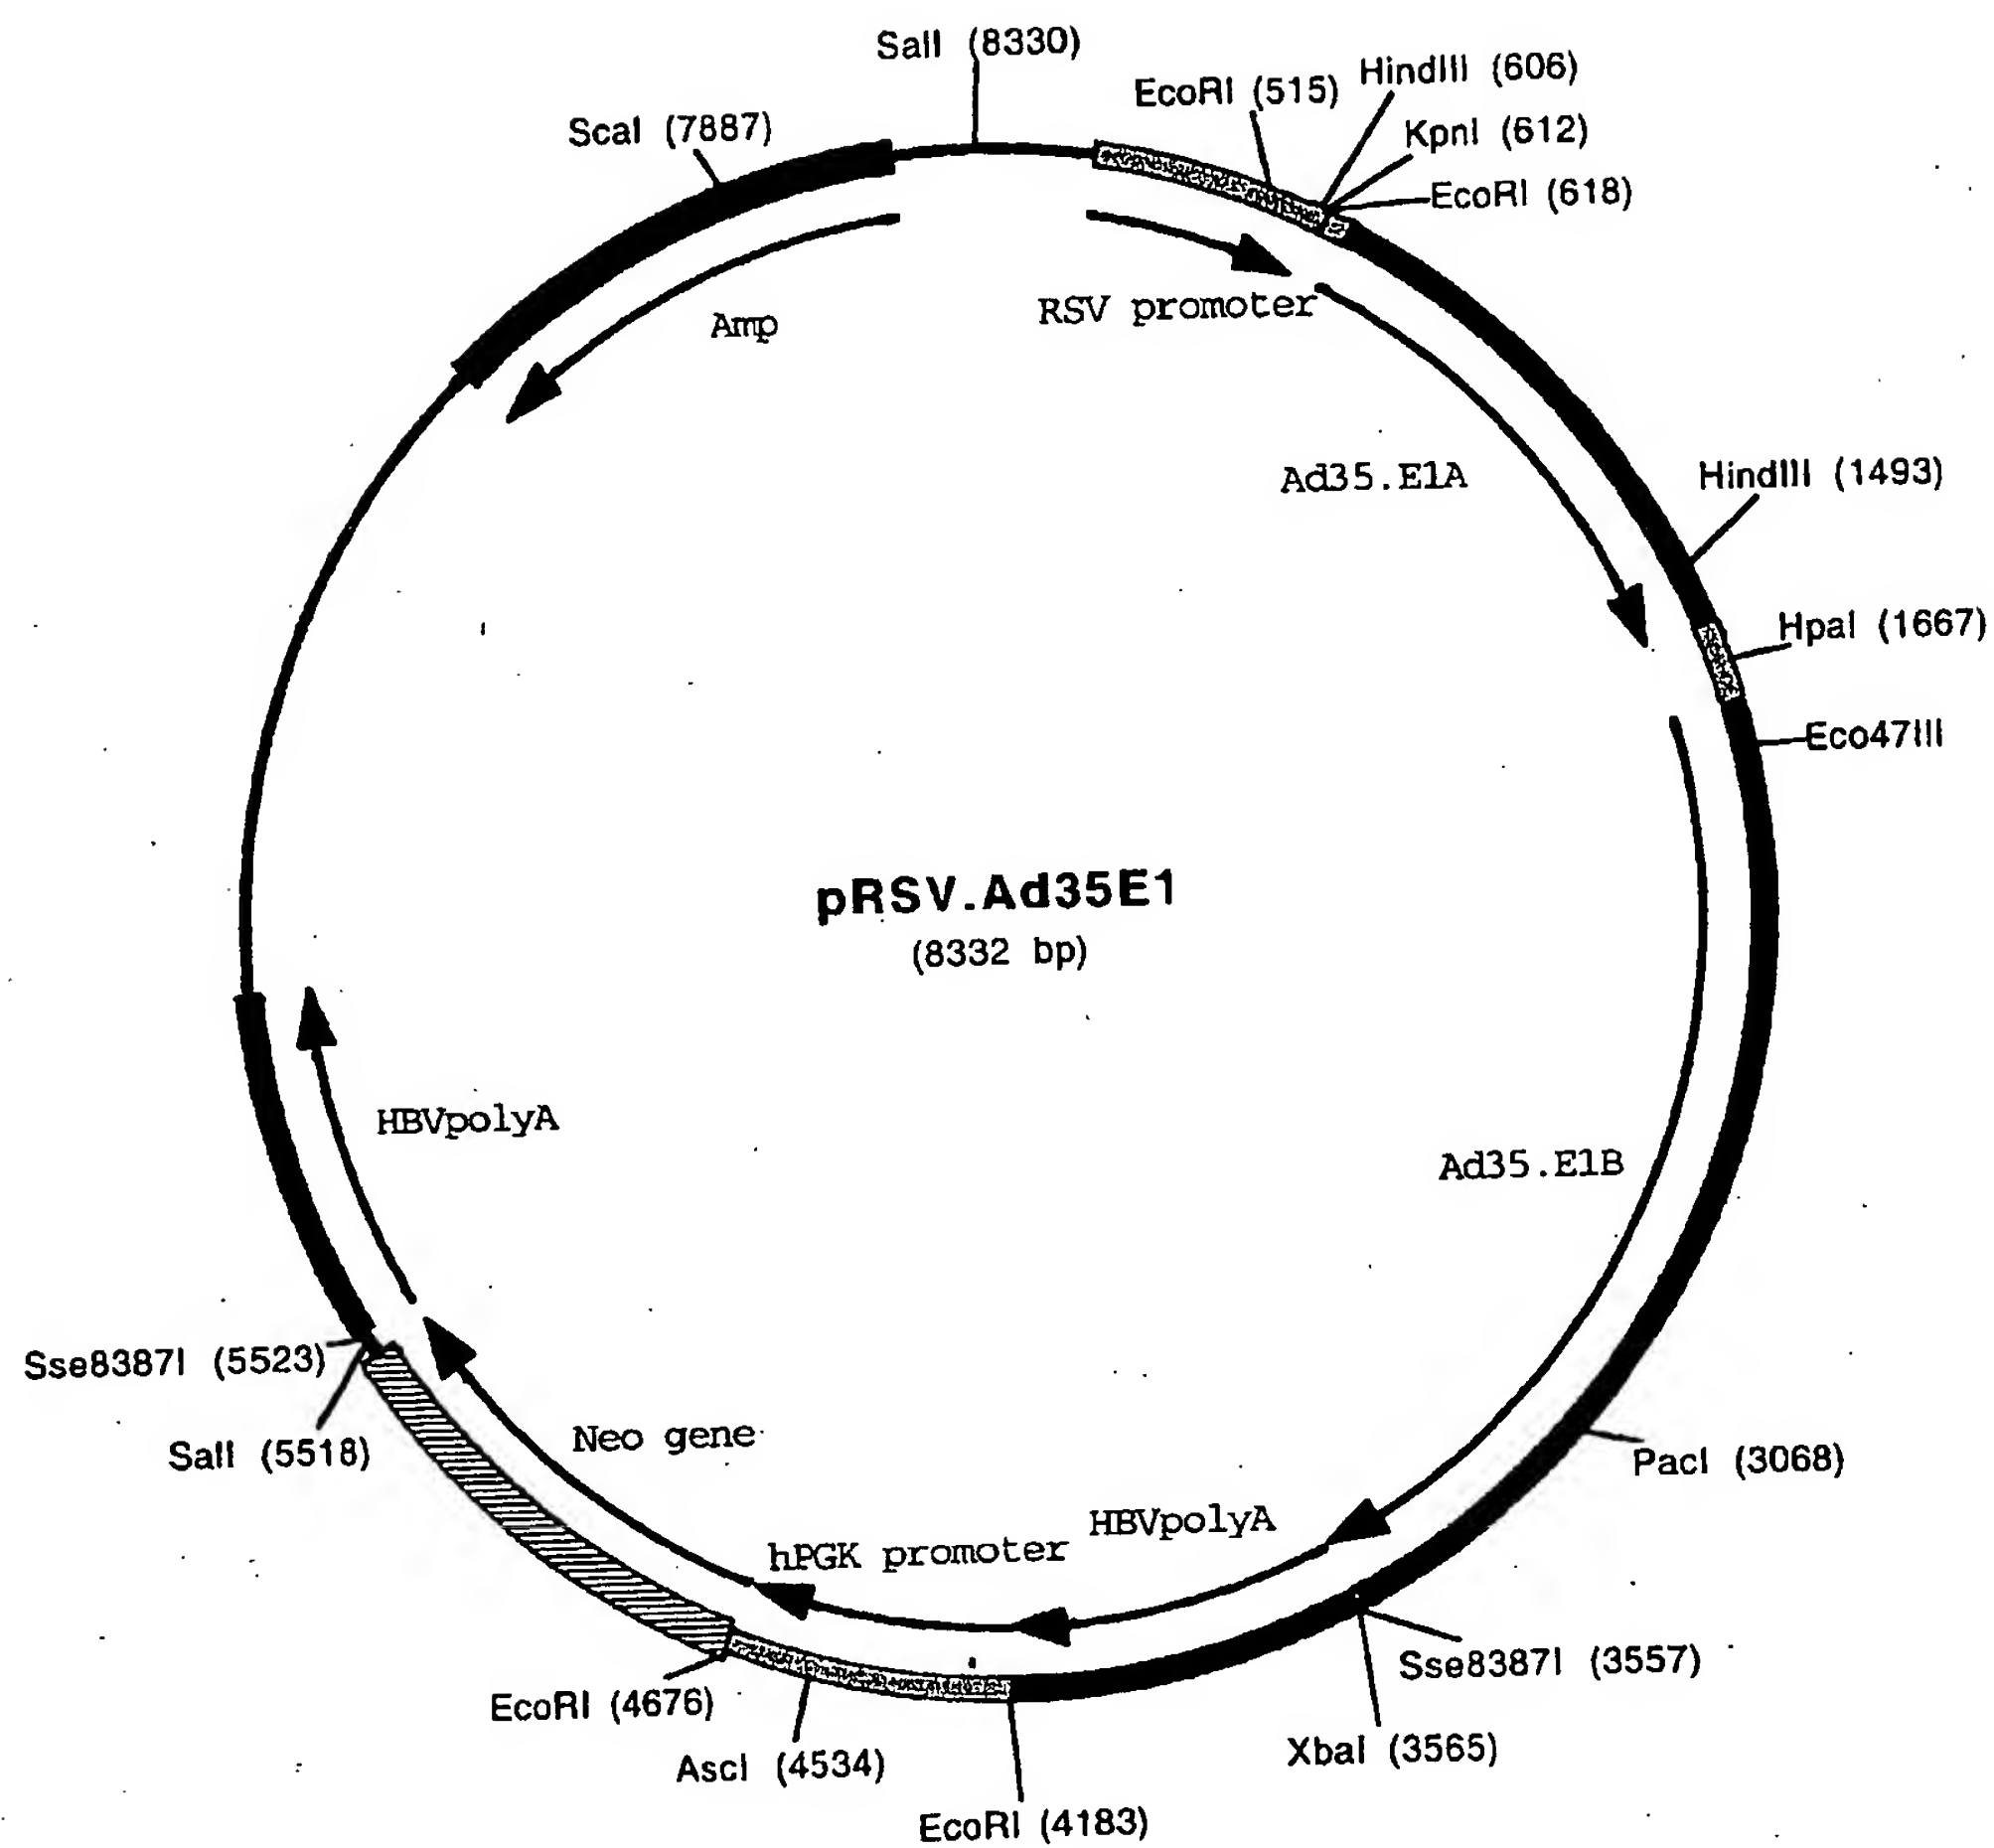 SalI (8330)
EcoRI (515)
HindIII (606)
KpnI (612)
EcoRI (618)
ScaI (7887)
Amp
RSV promoter
Ad35.E1A
HindIII (1493)
HpaI (1667)
Eco47III
pRSV.Ad35E1
(8332 bp)
HBVpolyA
Ad35.E1B
Sse8387I (5523)
SalI (5518)
Neo gene
PacI (3068)
HBVpolyA
hPGK promoter
Sse8387I (3557)
XbaI (3565)
EcoRI (4676)
AscI (4534)
EcoRI (4183)